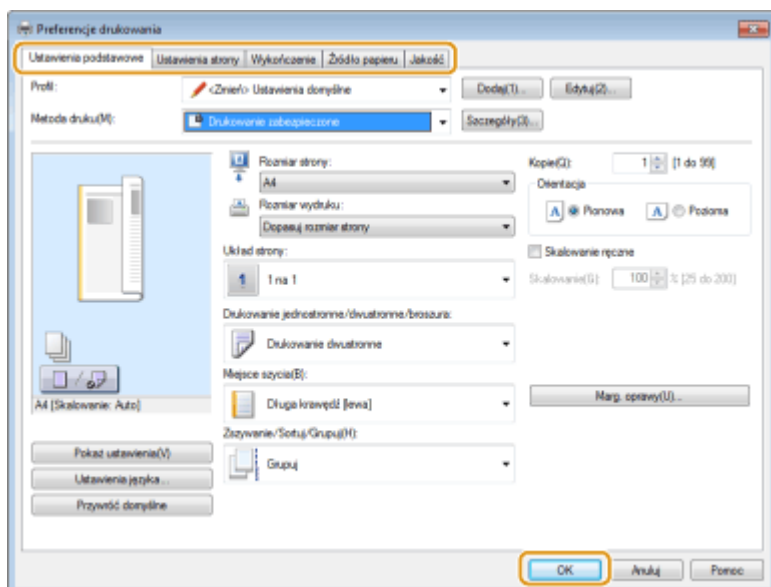 Preferencje drukowania
Ustawienia podstawowe Ustawienia strony Wykończenie Źródło papieru Jakość
Profil: <Zmień> Ustawienia domyślne Dodaj(1)... Edytuj(2)...
Metoda druku(M): Drukowanie zabezpieczone Szczegóły(3)...
Rozmiar strony: Kopie(Q): 1 [1 do 99]
A4 Orientacja
Rozmiar wydruku: A Pionowa A Pozioma
Dopasuj rozmiar strony
Układ strony: Skalowanie ręczne
1 1 na 1 Skalowanie(G): 100 % [25 do 200]
Drukowanie jednostronne/dwustronne/broszura:
Drukowanie dwustronne
Miejsce szycia(B):
Długa krawędź [lewa] Marg. oprawy(U)...
A4 [Skalowanie: Auto]
Zszywanie/Sortuj/Grupuj(H):
Grupuj
Pokaż ustawienia(V)
Ustawienia języka...
Przywróć domyślne
OK Anuluj Pomoc